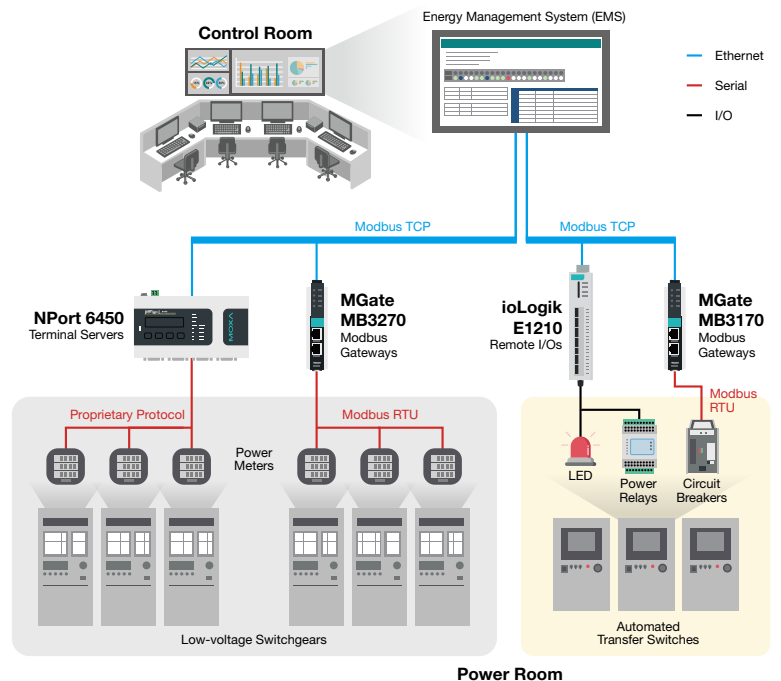 Control Room
Energy Management System (EMS)
Ethernet
Serial
I/O
Modbus TCP
Modbus TCP
NPort 6450
Terminal Servers
MOXA
MGate
MB3270
Modbus
Gateways
ioLogik
E1210
Remote I/Os
MGate
MB3170
Modbus
Gateways
Proprietary Protocol
Modbus RTU
Modbus
RTU
Power
Meters
LED
Power
Relays
Circuit
Breakers
Low-voltage Switchgears
Automated
Transfer Switches
Power Room